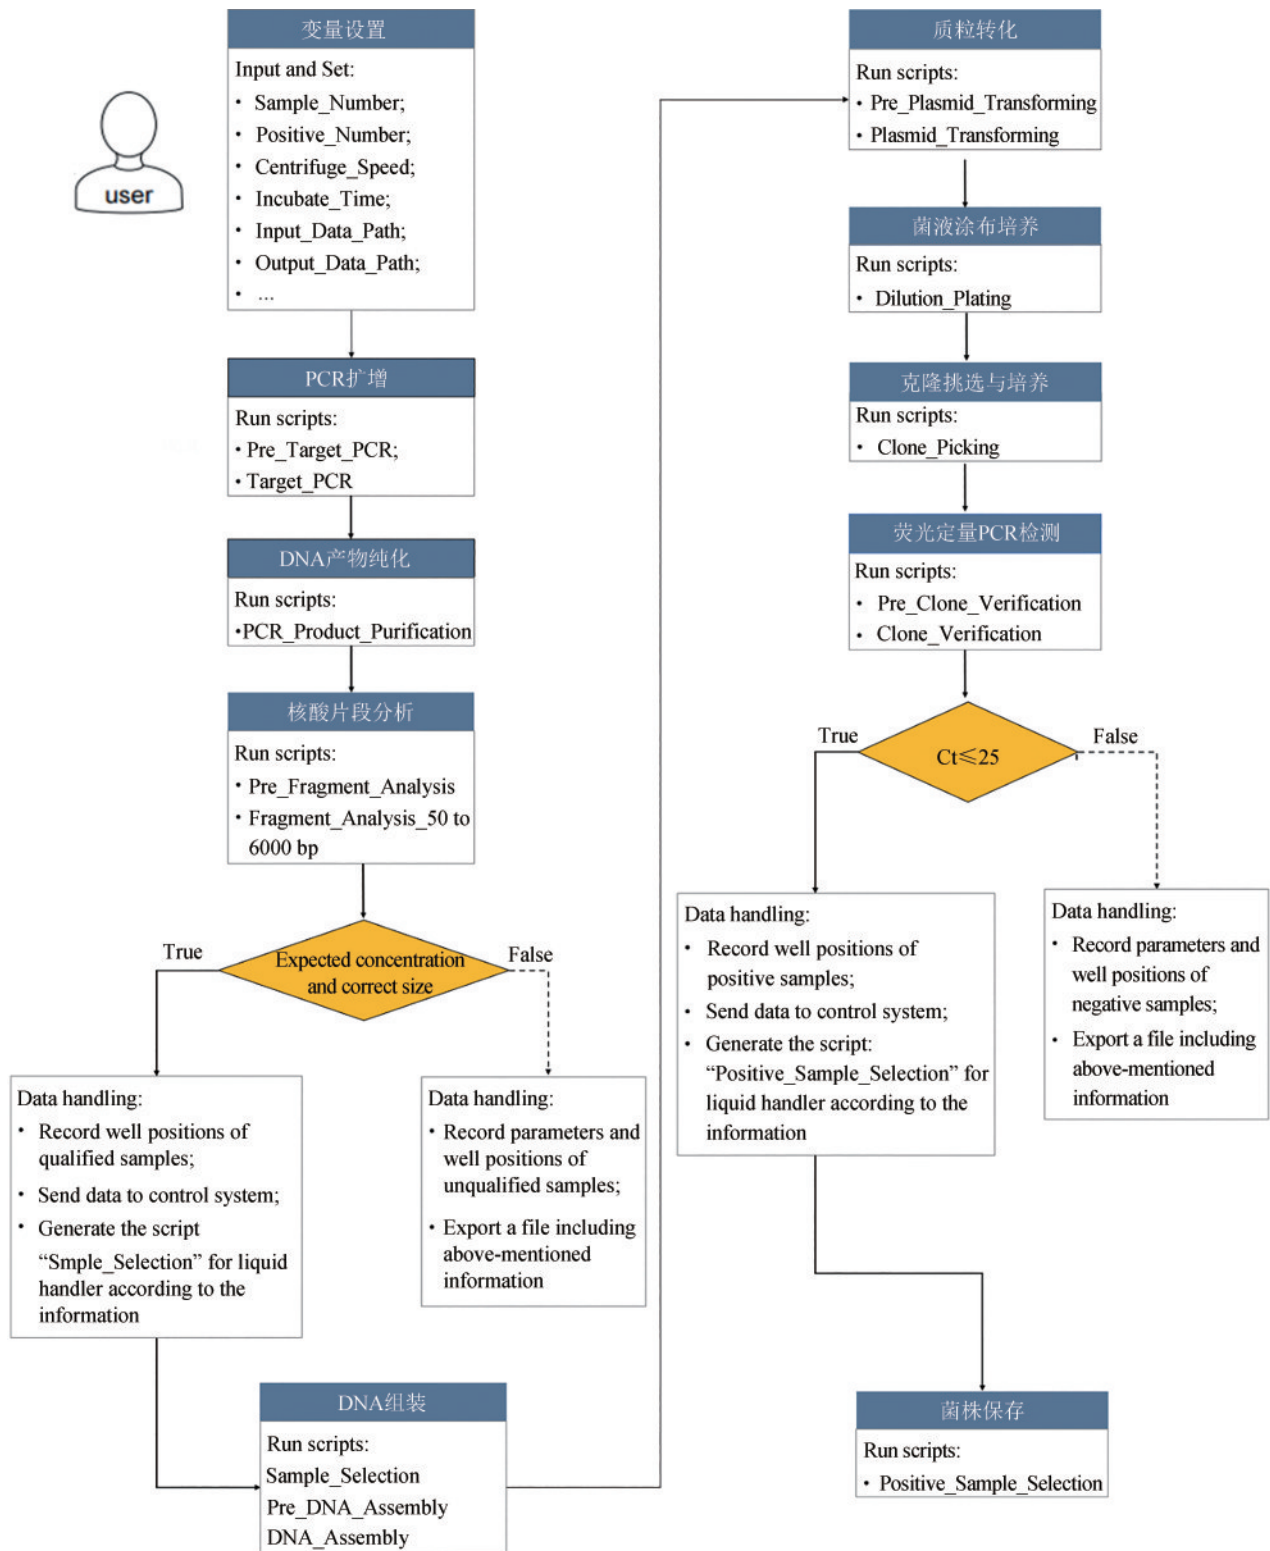 变量设置
Input and Set:
• Sample_Number;
• Positive_Number;
• Centrifuge_Speed;
• Incubate_Time;
• Input_Data_Path;
• Output_Data_Path;
• ...
user
PCR扩增
Run scripts:
• Pre_Target_PCR;
• Target_PCR
DNA产物纯化
Run scripts:
•PCR_Product_Purification
核酸片段分析
Run scripts:
• Pre_Fragment_Analysis
• Fragment_Analysis_50 to
6000 bp
Expected concentration
and correct size
True
False
Data handling:
• Record well positions of
qualified samples;
• Send data to control system;
• Generate the script
“Smple_Selection” for liquid
handler according to the
information
Data handling:
• Record parameters and
well positions of
unqualified samples;
• Export a file including
above-mentioned
information
DNA组装
Run scripts:
Sample_Selection
Pre_DNA_Assembly
DNA_Assembly
质粒转化
Run scripts:
• Pre_Plasmid_Transforming
• Plasmid_Transforming
菌液涂布培养
Run scripts:
• Dilution_Plating
克隆挑选与培养
Run scripts:
• Clone_Picking
荧光定量PCR检测
Run scripts:
• Pre_Clone_Verification
• Clone_Verification
Ct≤25
True
False
Data handling:
• Record well positions of
positive samples;
• Send data to control system;
• Generate the script:
“Positive_Sample_Selection” for
liquid handler according to the
information
Data handling:
• Record parameters and
well positions of
negative samples;
• Export a file including
above-mentioned
information
菌株保存
Run scripts:
• Positive_Sample_Selection